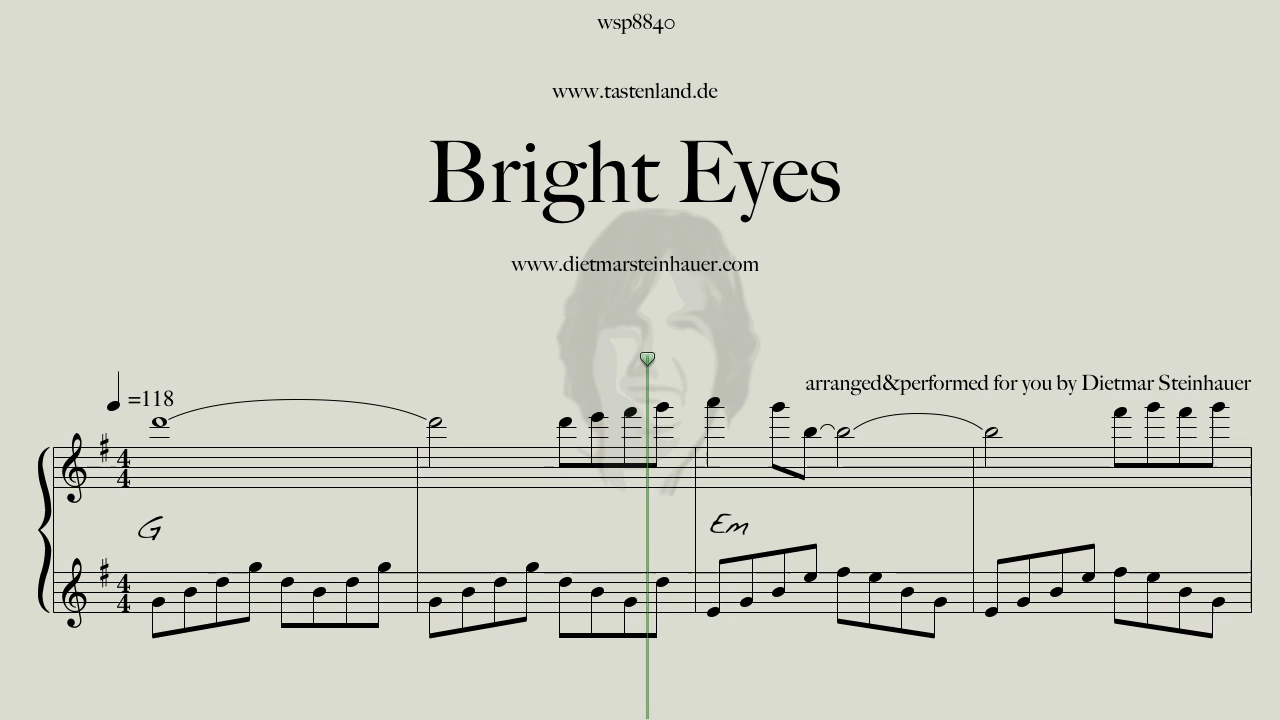 wsp8840
www.tastenland.de
Bright Eyes
www.dietmarsteinhauer.com
arranged&performed for you by Dietmar Steinhauer
=118
4
4
G
Em
4
4